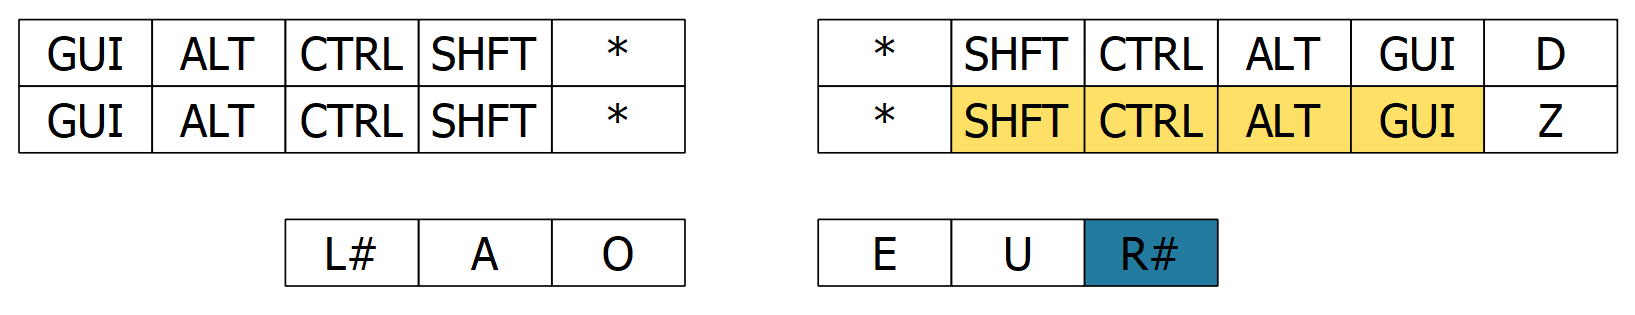 GUI ALT CTRL SHFT * * SHFT CTRL ALT GUI D
GUI ALT CTRL SHFT * * SHFT CTRL ALT GUI Z
L# A O E U R#